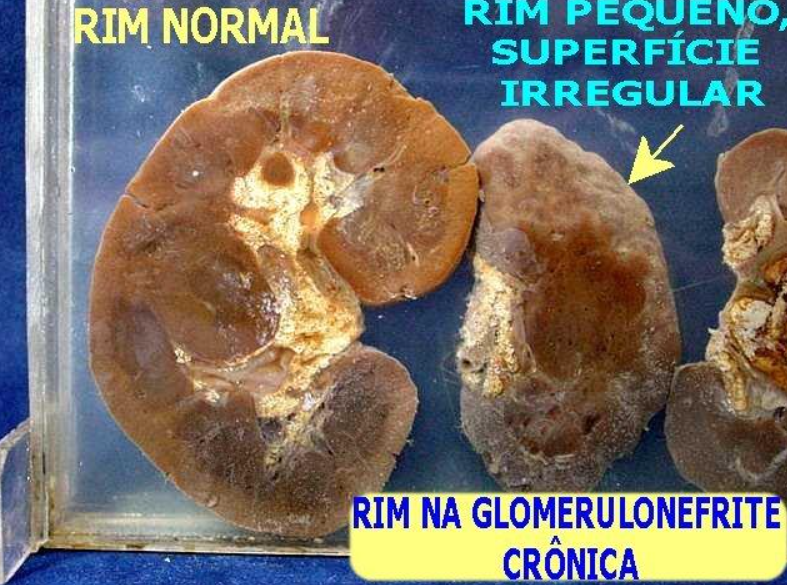 RIM NORMAL
RIM PEQUENO,
SUPERFÍCIE
IRREGULAR
RIM NA GLOMERULONEFRITE
CRÔNICA